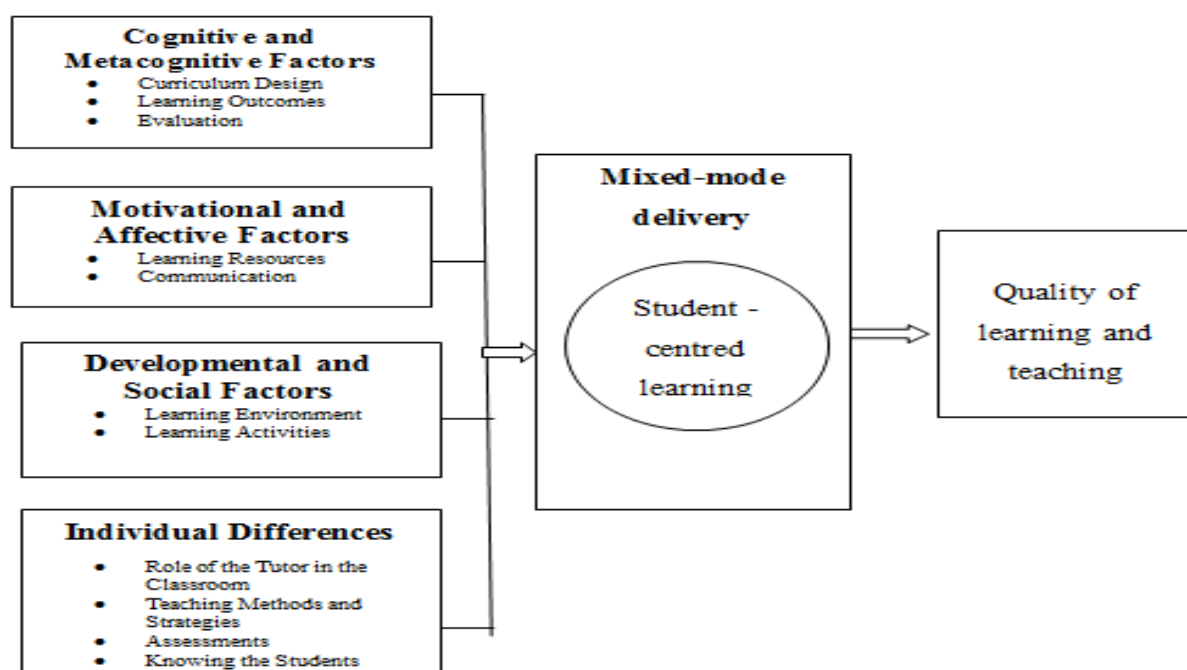 Cognitive and
Metacognitive Factors
● Curriculum Design
● Learning Outcomes
● Evaluation
Motivational and
Affective Factors
● Learning Resources
● Communication
Developmental and
Social Factors
● Learning Environment
● Learning Activities
Individual Differences
● Role of the Tutor in the
Classroom
● Teaching Methods and
Strategies
● Assessments
● Knowing the Students
Mixed-mode
delivery
Student -
centred
learning
Quality of
learning and
teaching